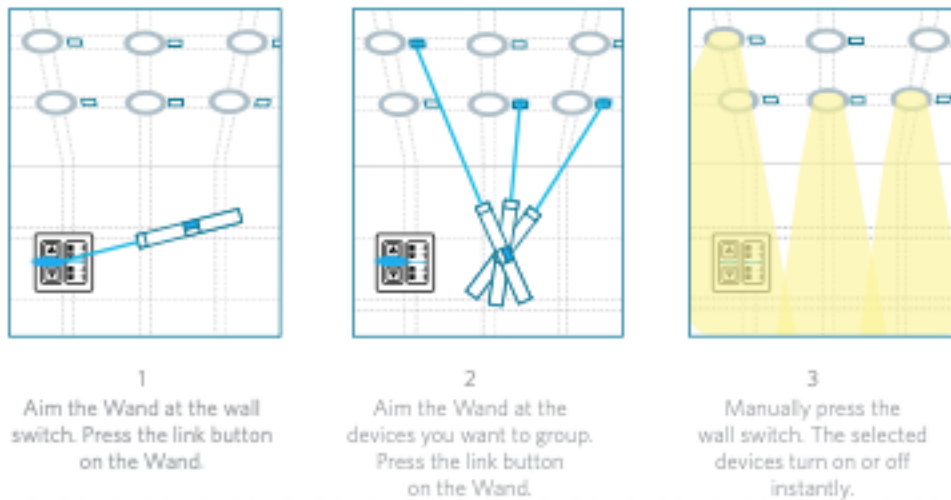 1
Aim the Wand at the wall
switch. Press the link button
on the Wand.
2
Aim the Wand at the
devices you want to group.
Press the link button
on the Wand.
3
Manually press the
wall switch. The selected
devices turn on or off
instantly.